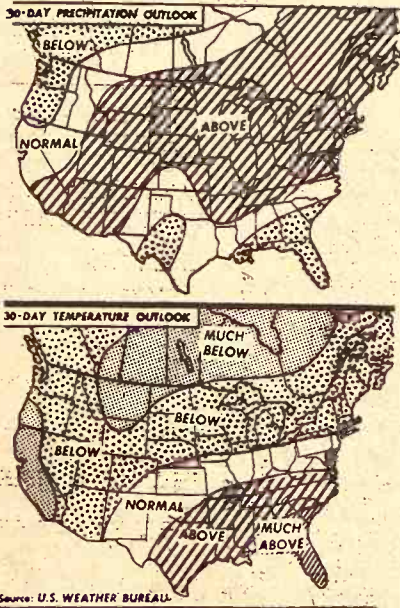 30-DAY PRECIPITATION OUTLOOK
BELOW
ABOVE
NORMAL
30-DAY TEMPERATURE OUTLOOK
MUCH
BELOW
BELOW
BELOW
NORMAL
ABOVE
MUCH
ABOVE
Source: U.S. WEATHER BUREAU